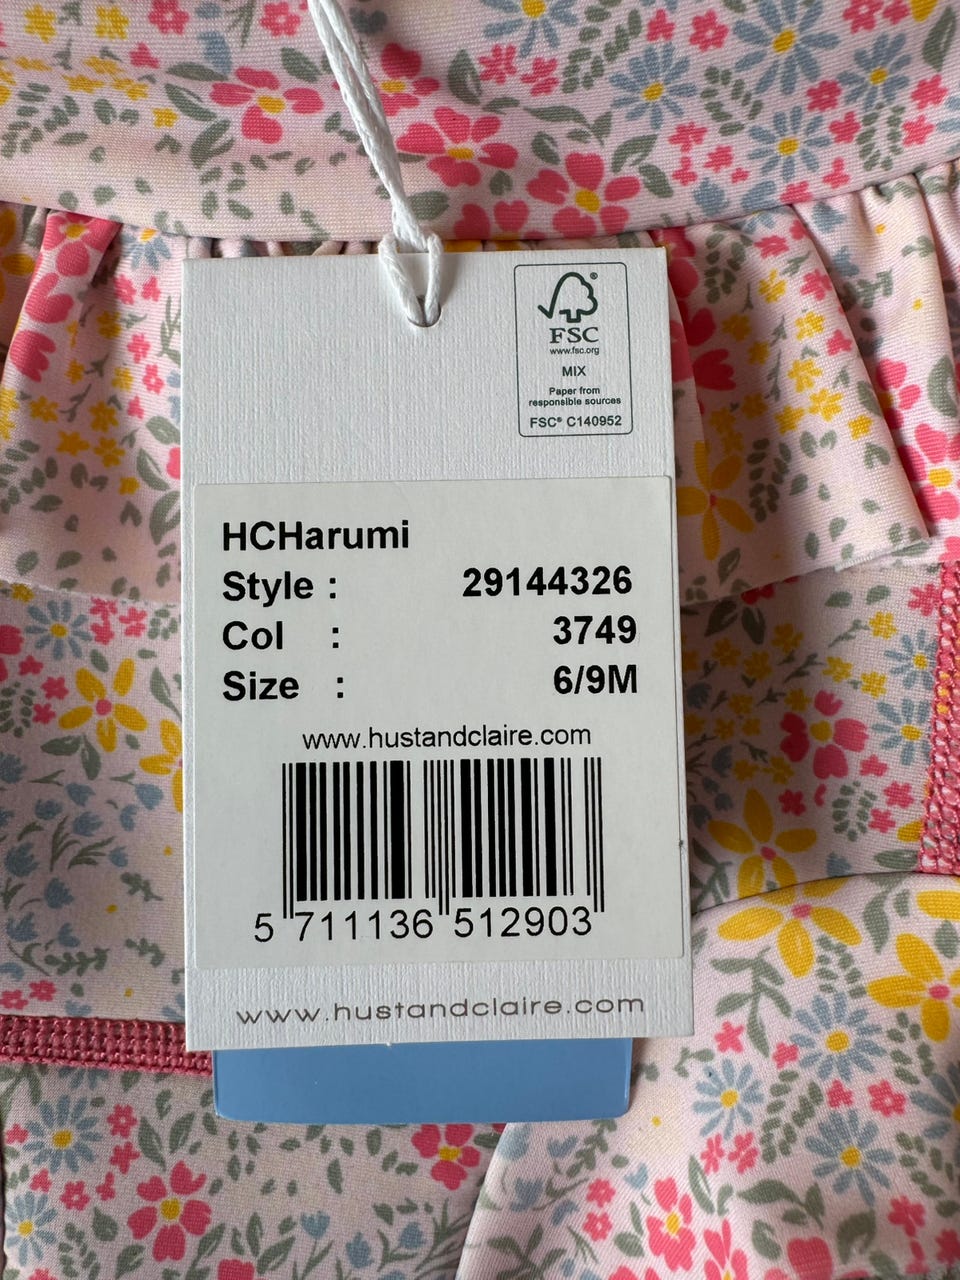 FSC®
www.fsc.org
MIX
Paper from
responsible sources
FSC® C140952
HCHarumi
Style : 29144326
Col : 3749
Size : 6/9M
www.hustandclaire.com
5 711136 512903
www.hustandclaire.com